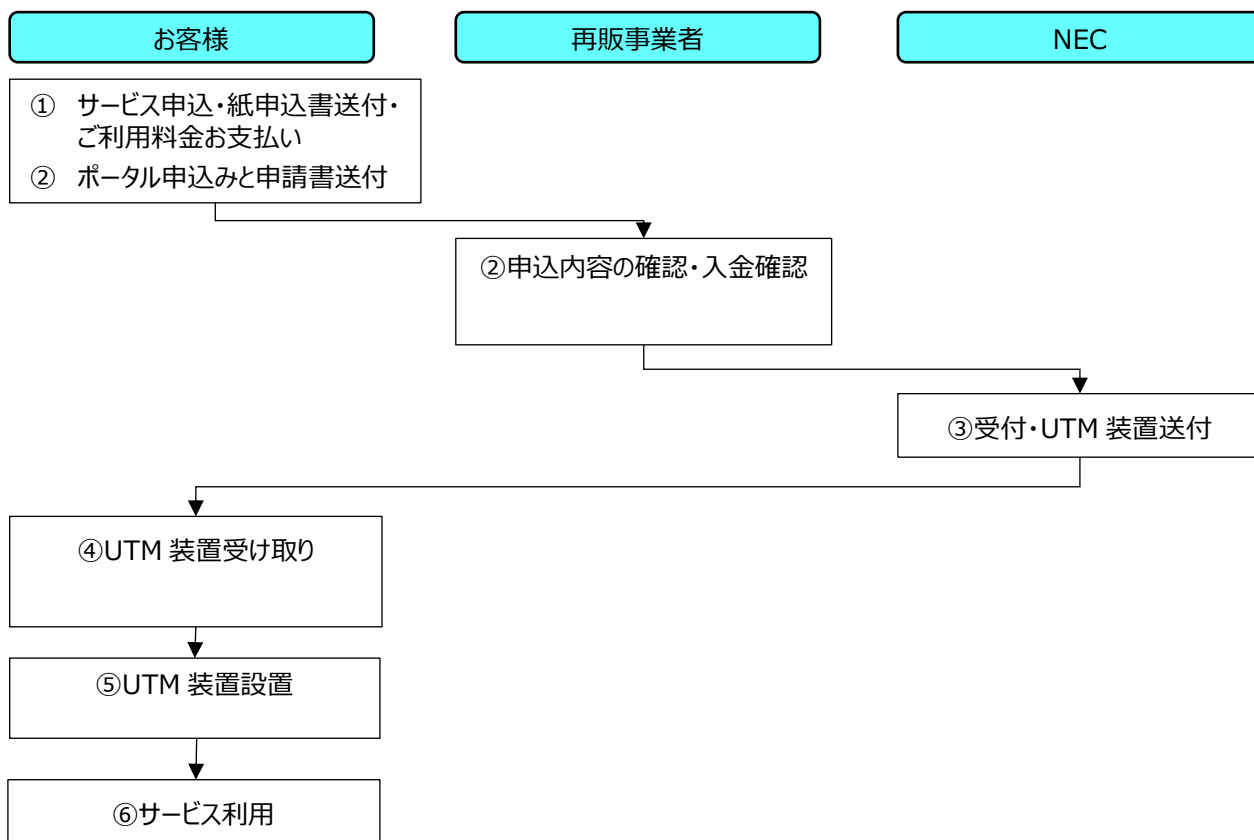 お客様
再販事業者
NEC
① サービス申込・紙申込書送付・
ご利用料金お支払い
② ポータル申込みと申請書送付
②申込内容の確認・入金確認
③受付・UTM 装置送付
④UTM 装置受け取り
⑤UTM 装置設置
⑥サービス利用